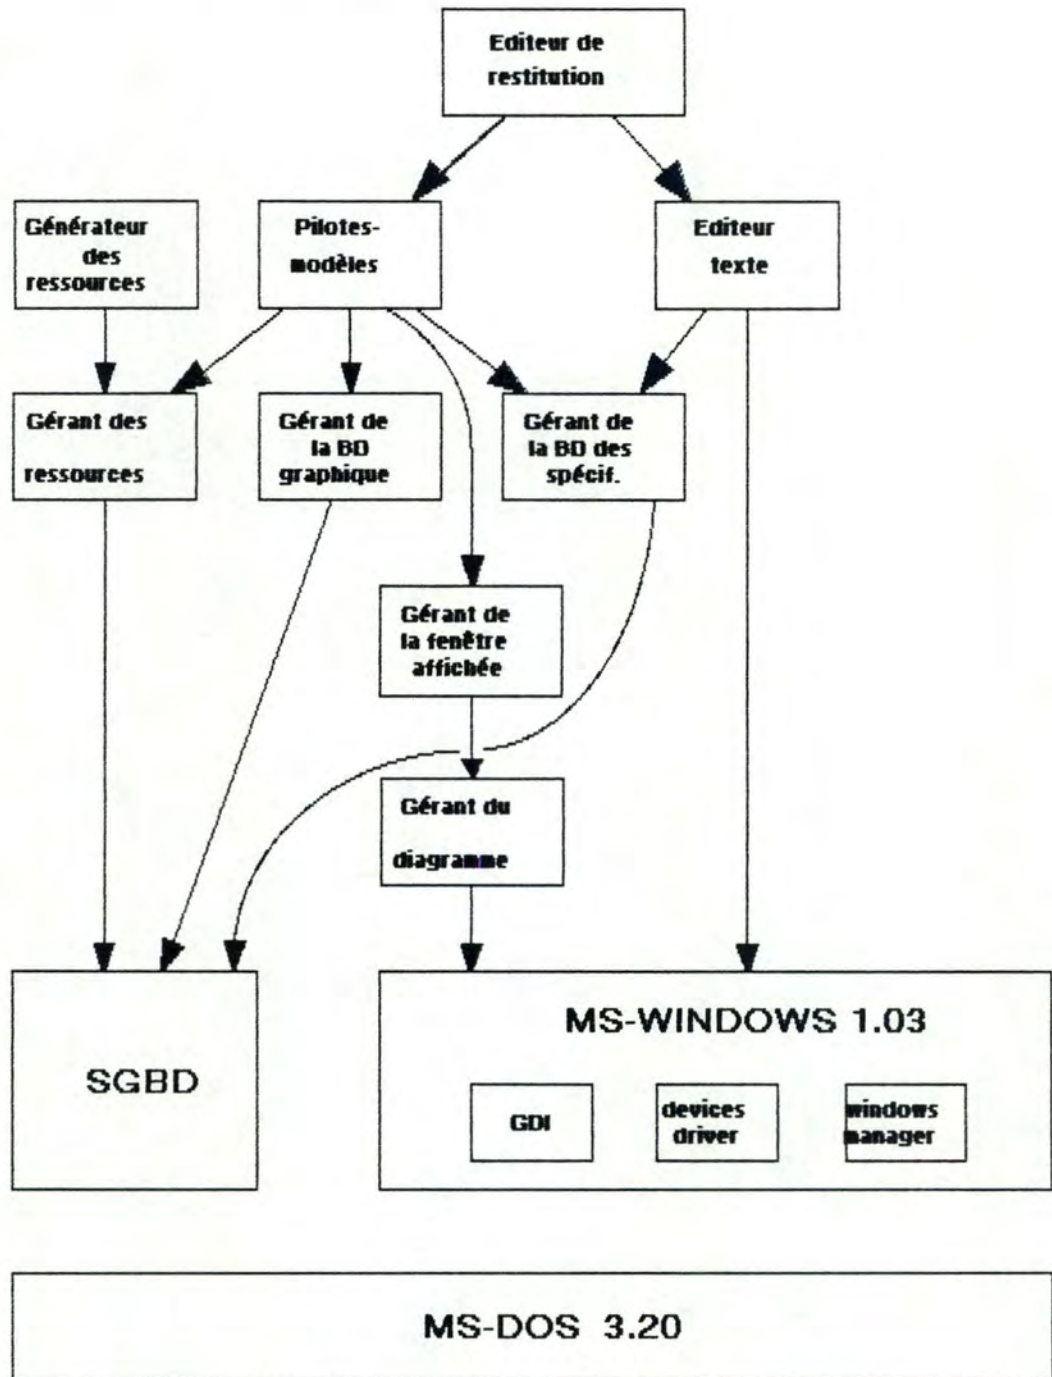 Editeur de
restitution
Générateur
des
ressources
Pilotes-
modèles
Editeur
texte
Gérant des
ressources
Gérant de
la BD
graphique
Gérant de
la BD des
spécif.
Gérant de
la fenêtre
affichée
Gérant du
diagramme
SGBD
MS-WINDOWS 1.03
GDI
devices
driver
windows
manager
MS-DOS 3.20